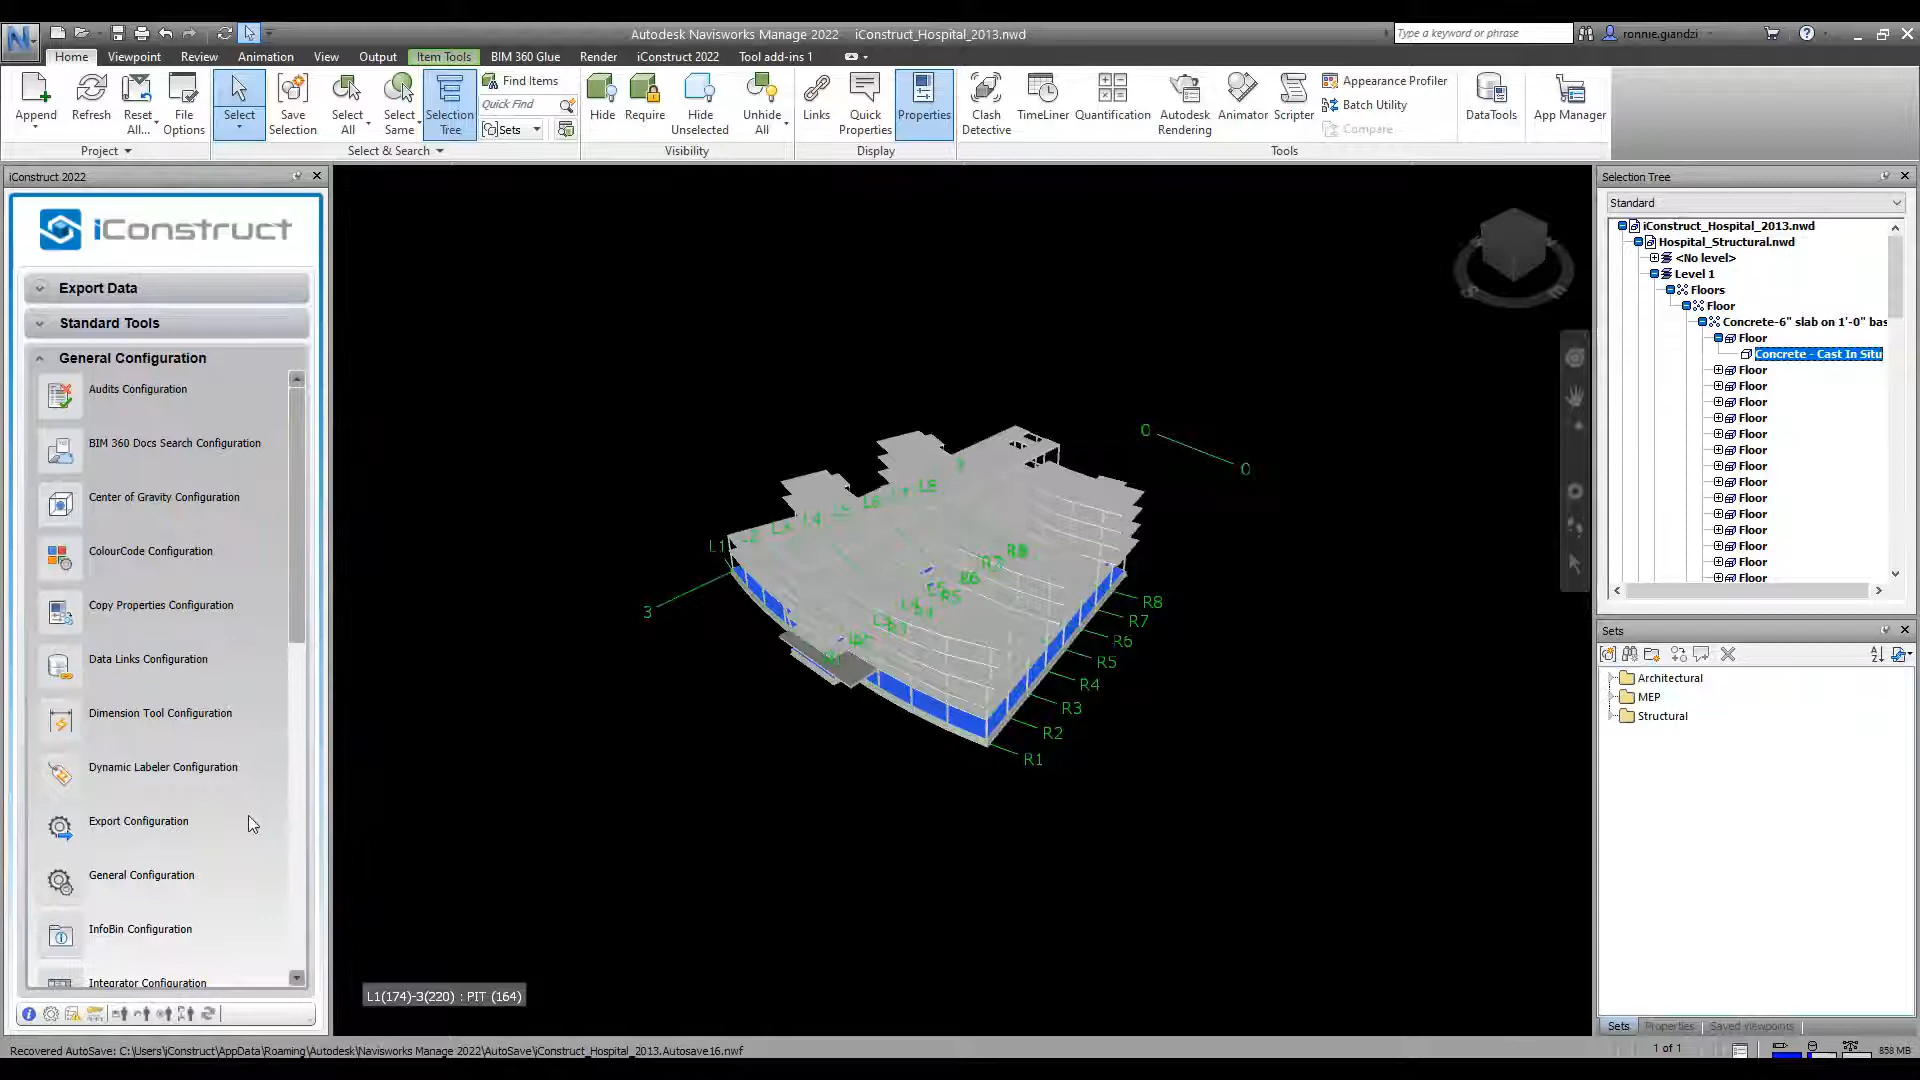 Autodesk Navisworks Manage 2022 iConstruct_Hospital_2013.nwd
Type a keyword or phrase
ronnie.giandzi
Home Viewpoint Review Animation View Output Item Tools BIM 360 Glue Render iConstruct 2022 Tool add-ins 1
Append
Refresh
Reset All...
File Options
Project
Select
Save Selection
Select All
Select Same
Selection Tree
Find Items
Quick Find
Sets
Select & Search
Hide
Require
Hide Unselected
Unhide All
Visibility
Links
Quick Properties
Properties
Display
Clash Detective
TimeLiner
Quantification
Autodesk Rendering
Animator
Scripter
Appearance Profiler
Batch Utility
Compare
Tools
DataTools
App Manager
iConstruct 2022
iConstruct
Export Data
Standard Tools
General Configuration
Audits Configuration
BIM 360 Docs Search Configuration
Center of Gravity Configuration
ColourCode Configuration
Copy Properties Configuration
Data Links Configuration
Dimension Tool Configuration
Dynamic Labeler Configuration
Export Configuration
General Configuration
InfoBin Configuration
Integrator Configuration
0
0
3
L1
L8
L6
L4
R8
R6
R5
R8
R7
R6
R5
R4
R3
R2
R1
L1(174)-3(220) : PIT (164)
Selection Tree
Standard
iConstruct_Hospital_2013.nwd
Hospital_Structural.nwd
<No level>
Level 1
Floors
Floor
Concrete-6" slab on 1'-0" bas
Floor
Concrete - Cast In Situ
Floor
Floor
Floor
Floor
Floor
Floor
Floor
Floor
Floor
Floor
Floor
Floor
Floor
Floor
Sets
Architectural
MEP
Structural
Sets Properties Saved Viewpoints
Recovered AutoSave: C:\Users\iConstruct\AppData\Roaming\Autodesk\Navisworks Manage 2022\AutoSave\iConstruct_Hospital_2013.Autosave16.nwf
1 of 1
858 MB